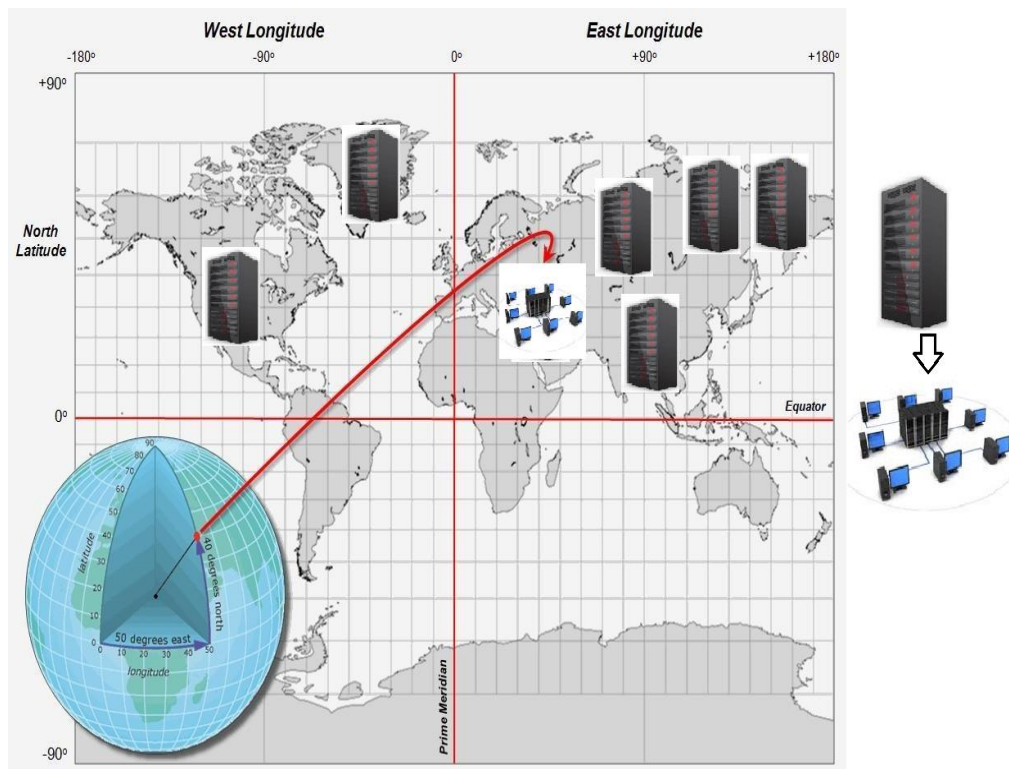 West Longitude
East Longitude
-180°
-90°
0°
+90°
+180°
+90°
North
Latitude
0°
Equator
-90°
Prime Meridian
90
80
70
60
50
40
30
20
10
0
latitude
40 degrees north
50 degrees east
0 10 20 30 40 50
longitude